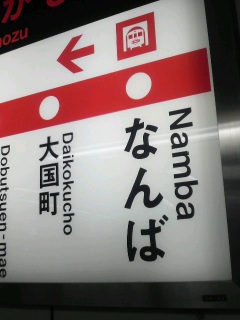 なんば
Namba
大国町
Daikokucho
Dobutsuen-mae